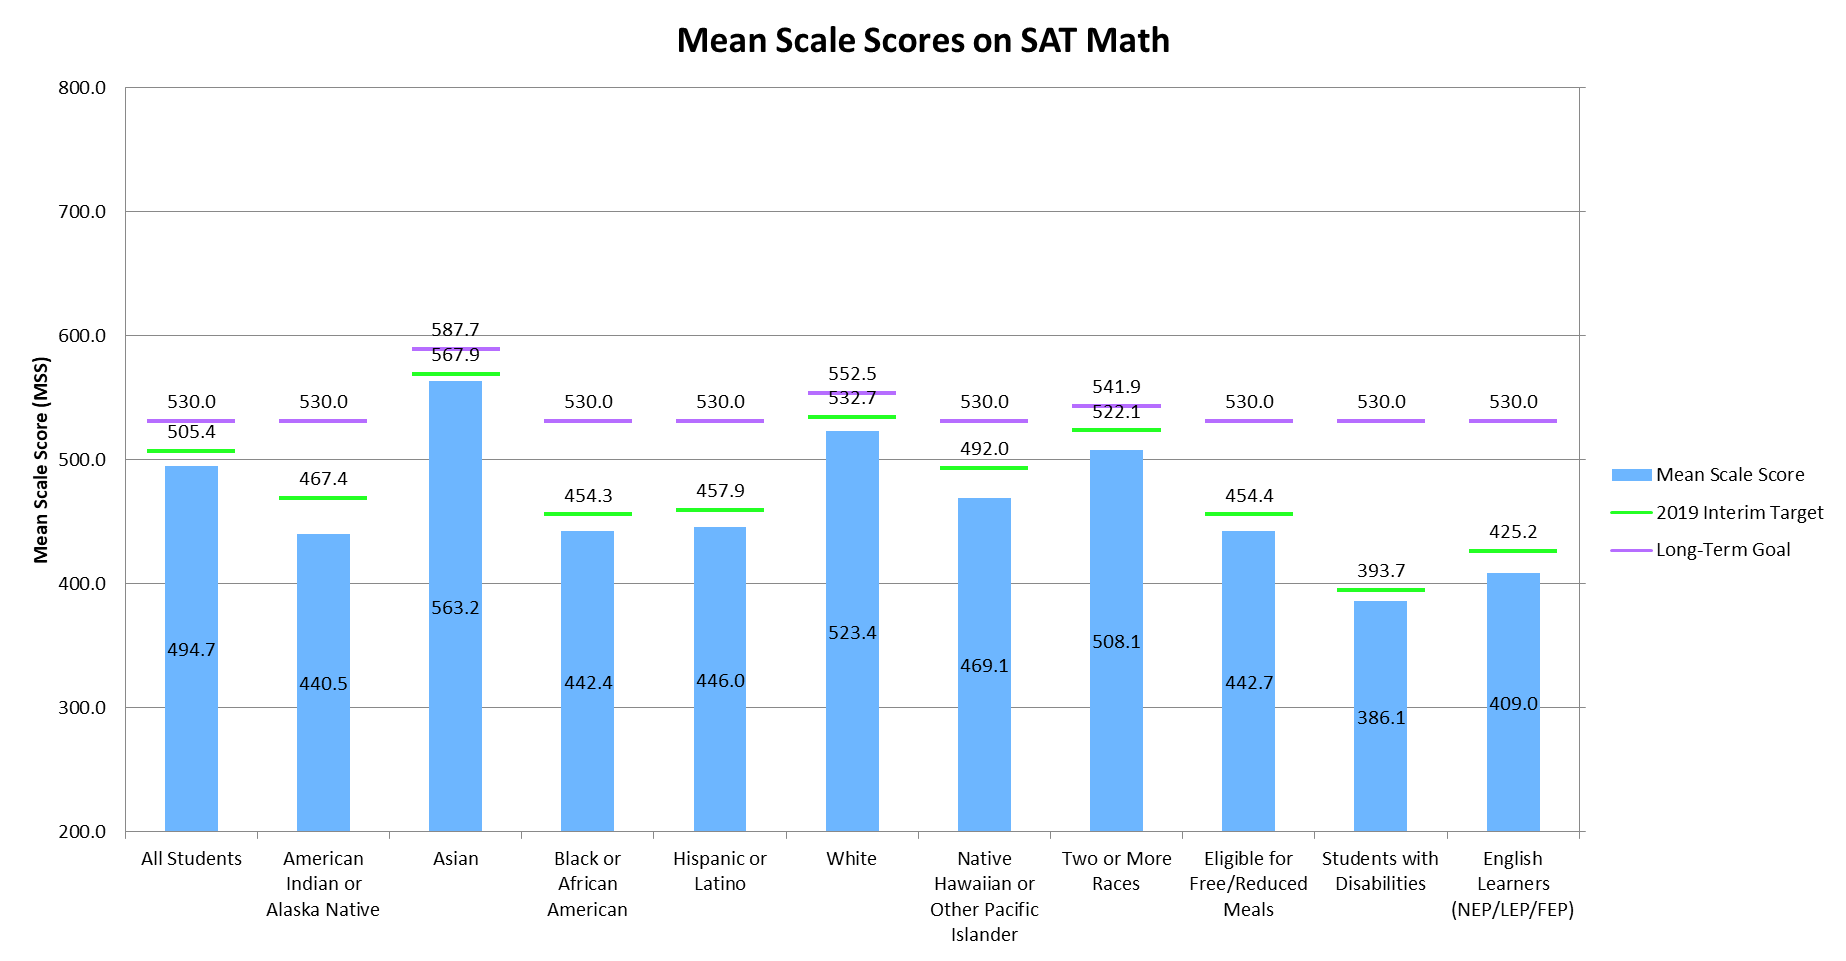 Mean Scale Scores on SAT Math
Mean Scale Score (MSS)
800.0
700.0
600.0
500.0
400.0
300.0
200.0
530.0
505.4
494.7
530.0
467.4
440.5
587.7
567.9
563.2
530.0
454.3
442.4
530.0
457.9
446.0
552.5
532.7
523.4
530.0
492.0
469.1
541.9
522.1
508.1
530.0
454.4
442.7
530.0
393.7
386.1
530.0
425.2
409.0
All Students
American
Indian or
Alaska Native
Asian
Black or
African
American
Hispanic or
Latino
White
Native
Hawaiian or
Other Pacific
Islander
Two or More
Races
Eligible for
Free/Reduced
Meals
Students with
Disabilities
English
Learners
(NEP/LEP/FEP)
Mean Scale Score
2019 Interim Target
Long-Term Goal